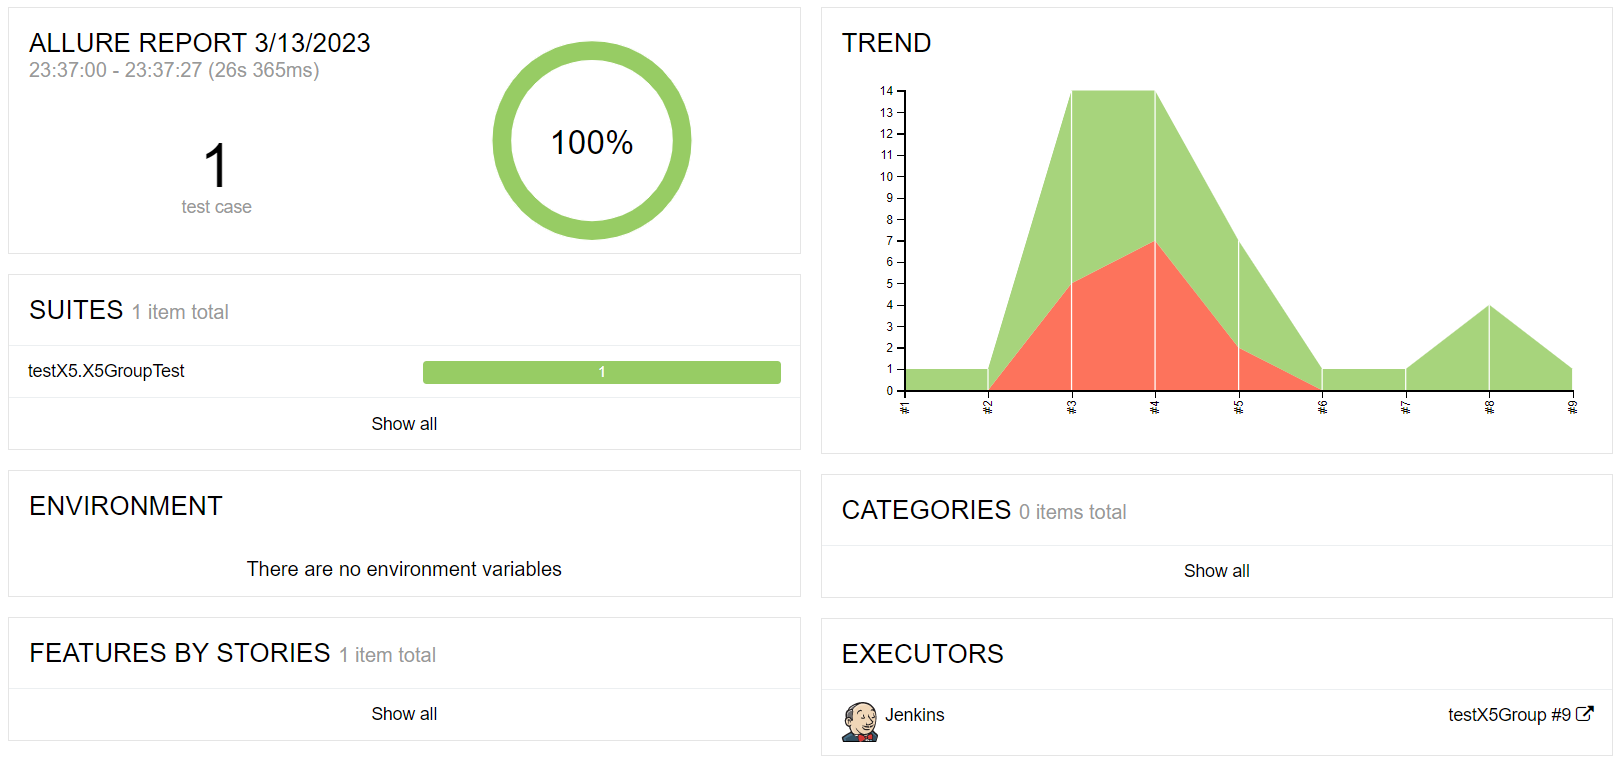 ALLURE REPORT 3/13/2023
23:37:00 - 23:37:27 (26s 365ms)
1
test case
100%
SUITES 1 item total
testX5.X5GroupTest 1
Show all
ENVIRONMENT
There are no environment variables
FEATURES BY STORIES 1 item total
Show all
TREND
14
13
12
11
10
9
8
7
6
5
4
3
2
1
0
#1 #2 #3 #4 #5 #6 #7 #8 #9
CATEGORIES 0 items total
Show all
EXECUTORS
Jenkins testX5Group #9